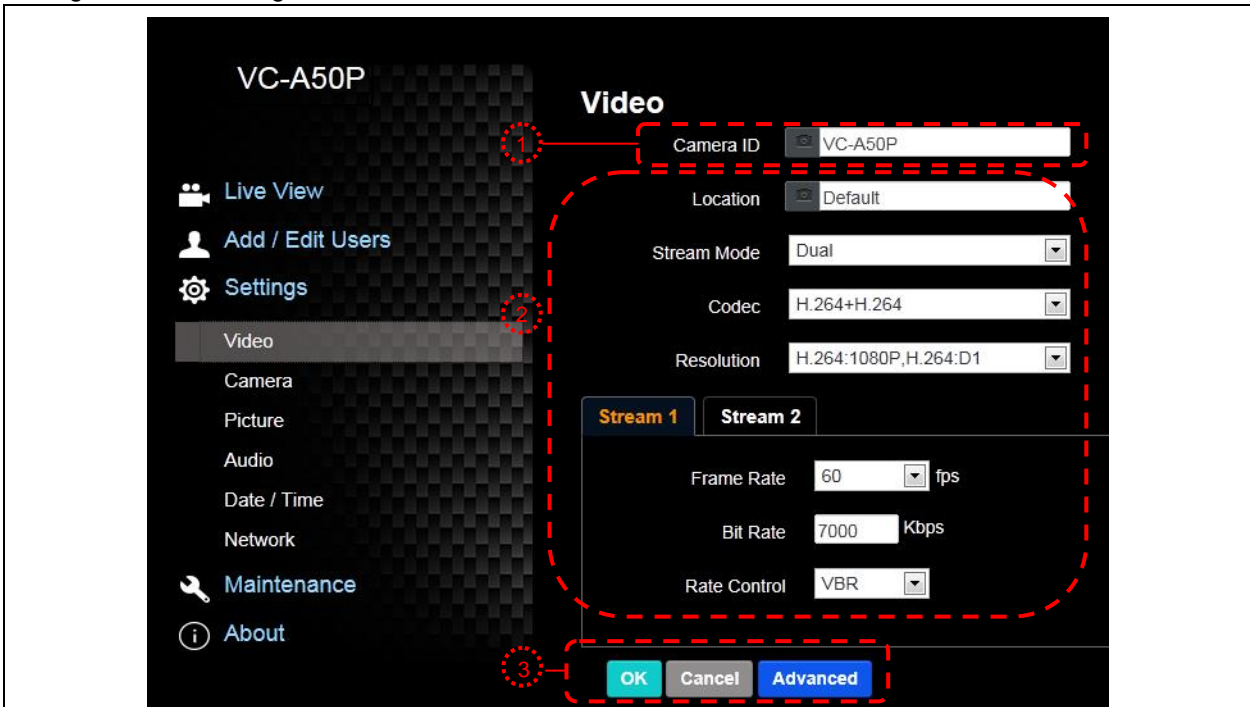 VC-A50P
Live View
Add / Edit Users
Settings
Video
Camera
Picture
Audio
Date / Time
Network
Maintenance
About
Video
1
Camera ID VC-A50P
2
Location Default
Stream Mode Dual
Codec H.264+H.264
Resolution H.264:1080P,H.264:D1
Stream 1 Stream 2
Frame Rate 60 fps
Bit Rate 7000 Kbps
Rate Control VBR
3
OK Cancel Advanced